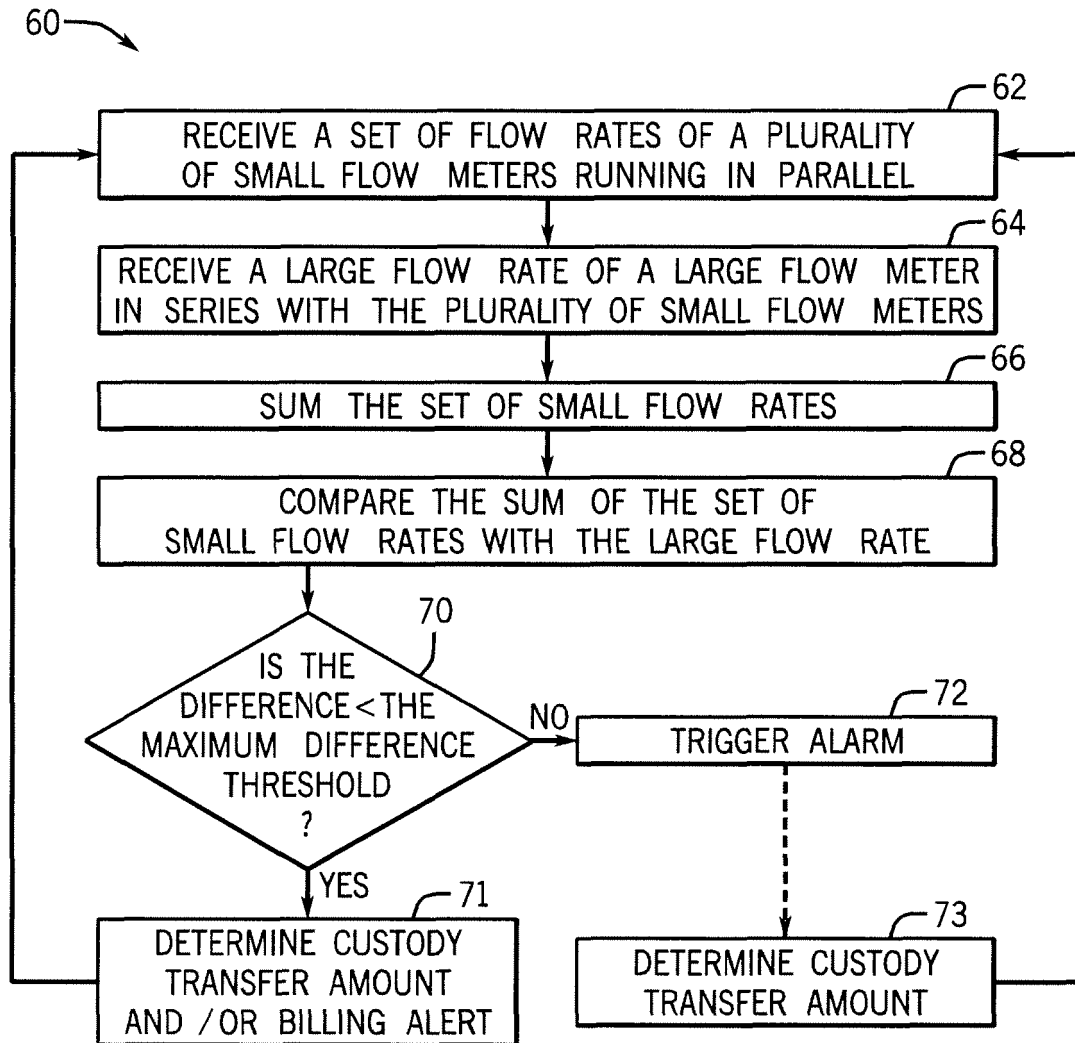 60
62
RECEIVE A SET OF FLOW RATES OF A PLURALITY
OF SMALL FLOW METERS RUNNING IN PARALLEL
64
RECEIVE A LARGE FLOW RATE OF A LARGE FLOW METER
IN SERIES WITH THE PLURALITY OF SMALL FLOW METERS
66
SUM THE SET OF SMALL FLOW RATES
68
COMPARE THE SUM OF THE SET OF
SMALL FLOW RATES WITH THE LARGE FLOW RATE
70
IS THE
DIFFERENCE<THE
MAXIMUM DIFFERENCE
THRESHOLD
?
NO
72
TRIGGER ALARM
YES
71
DETERMINE CUSTODY
TRANSFER AMOUNT
AND /OR BILLING ALERT
73
DETERMINE CUSTODY
TRANSFER AMOUNT